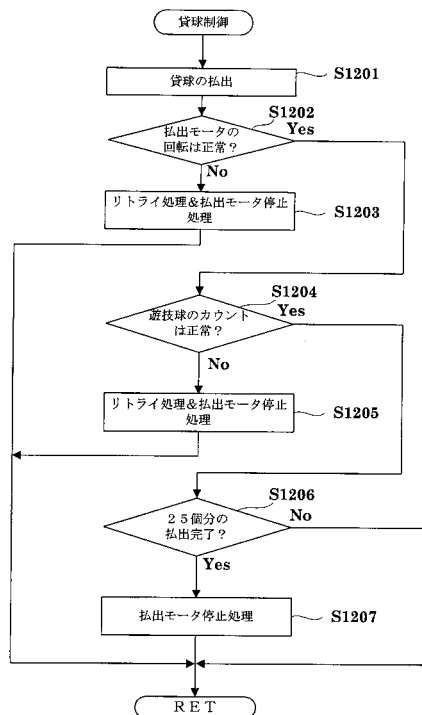 貸球制御
貸球の払出
S1201
S1202
払出モータの
回転は正常？
Yes
No
リトライ処理＆払出モータ停止
処理
S1203
S1204
遊技球のカウント
は正常？
Yes
No
リトライ処理＆払出モータ停止
処理
S1205
S1206
２５個分の
払出完了？
No
Yes
払出モータ停止処理
S1207
ＲＥＴ